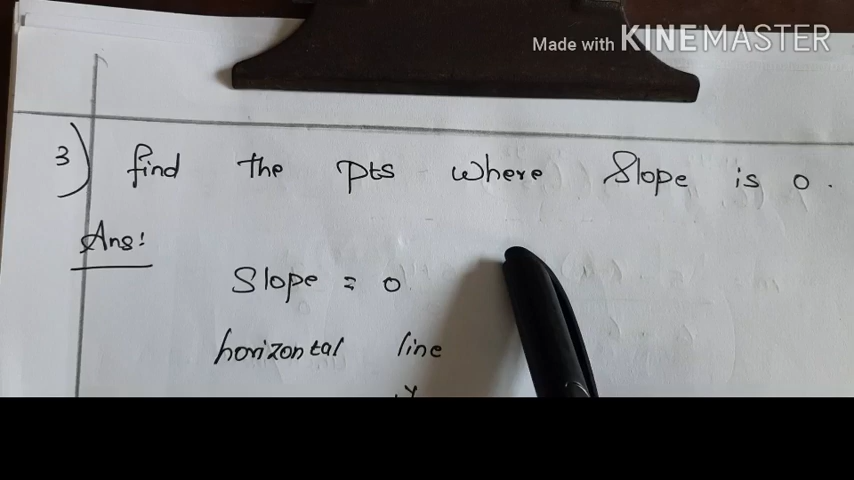 Made with KINEMASTER
3) find the pts where Slope is 0.
Ans:
Slope = 0
horizontal line